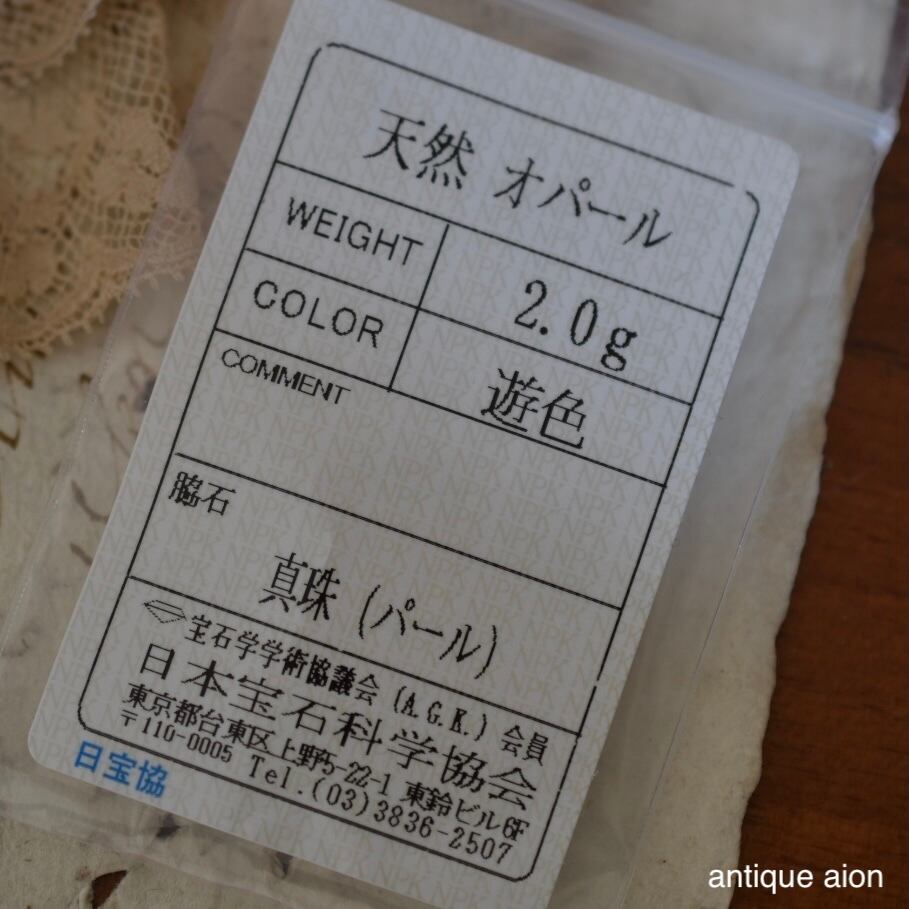 天然 オパール
WEIGHT 2.0g
COLOR 遊色
COMMENT
脇石
真珠 (パール)
宝石学学術協議会 (A.G.K.) 会員
日本宝石科学協会
東京都台東区上野5-22-1 東鈴ビル6F
〒110-0005 Tel.(03)3836-2507
日宝協
antique aion